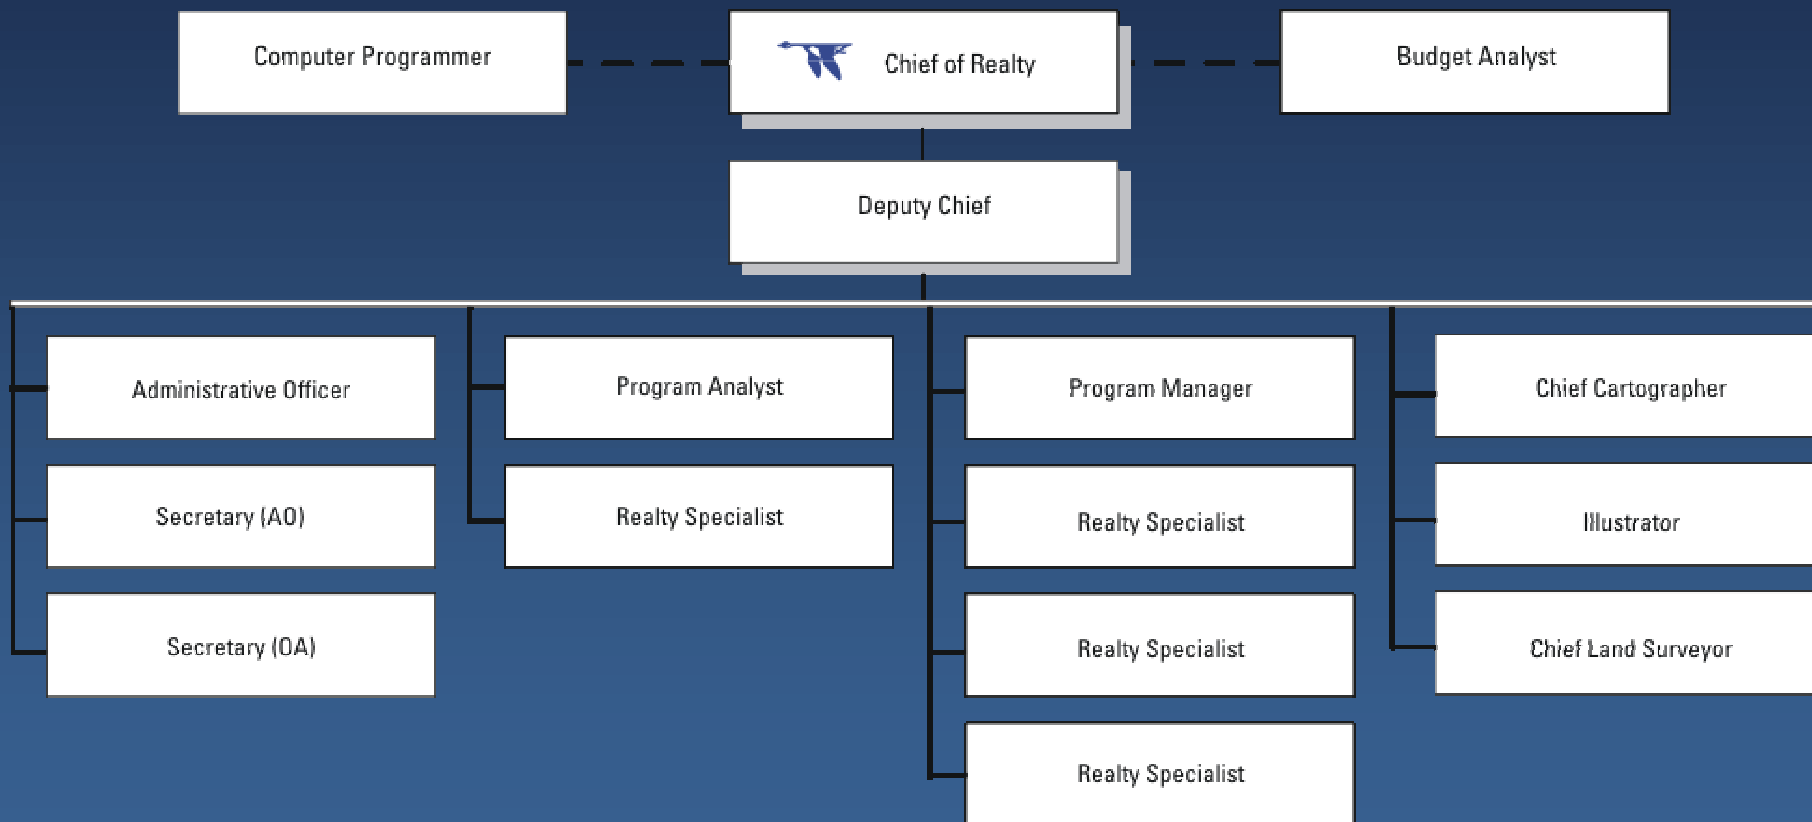 Computer Programmer
Chief of Realty
Budget Analyst
Deputy Chief
Administrative Officer
Program Analyst
Program Manager
Chief Cartographer
Secretary (AO)
Realty Specialist
Realty Specialist
Illustrator
Secretary (OA)
Realty Specialist
Chief Land Surveyor
Realty Specialist